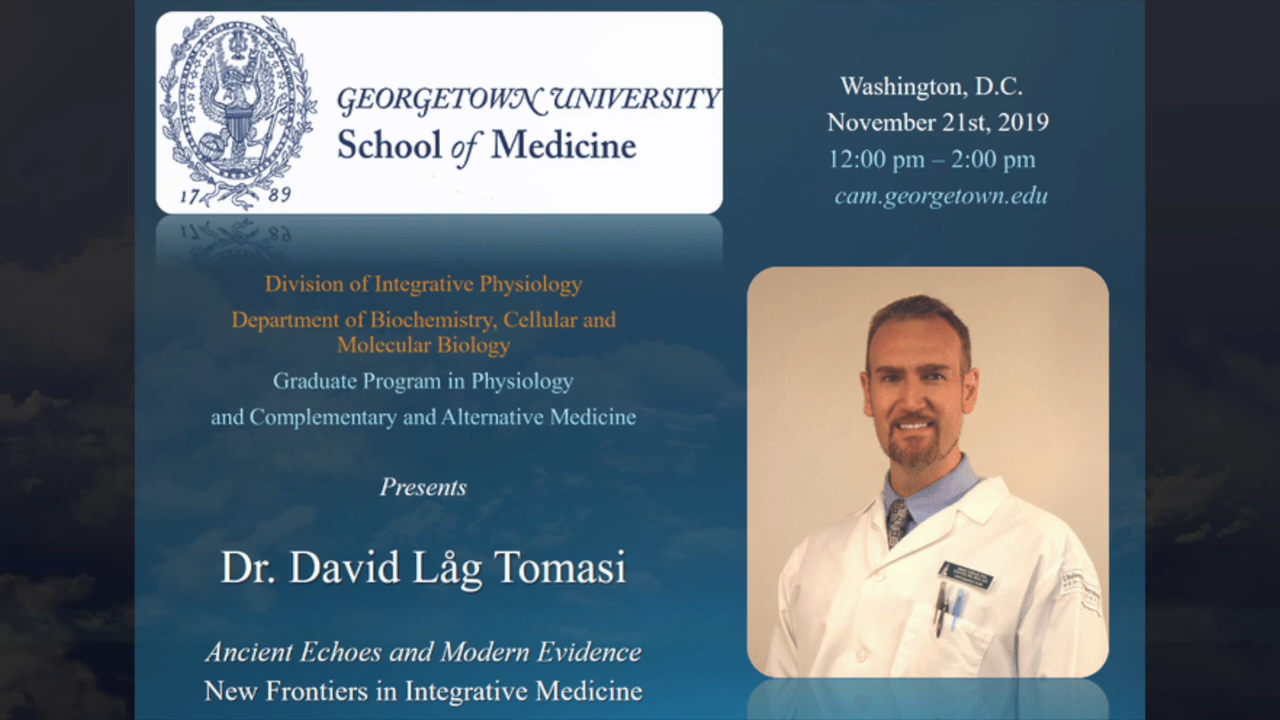 GEORGETOWN UNIVERSITY
School of Medicine
17 89
Washington, D.C.
November 21st, 2019
12:00 pm – 2:00 pm
cam.georgetown.edu
Division of Integrative Physiology
Department of Biochemistry, Cellular and
Molecular Biology
Graduate Program in Physiology
and Complementary and Alternative Medicine
Presents
Dr. David Låg Tomasi
Ancient Echoes and Modern Evidence
New Frontiers in Integrative Medicine